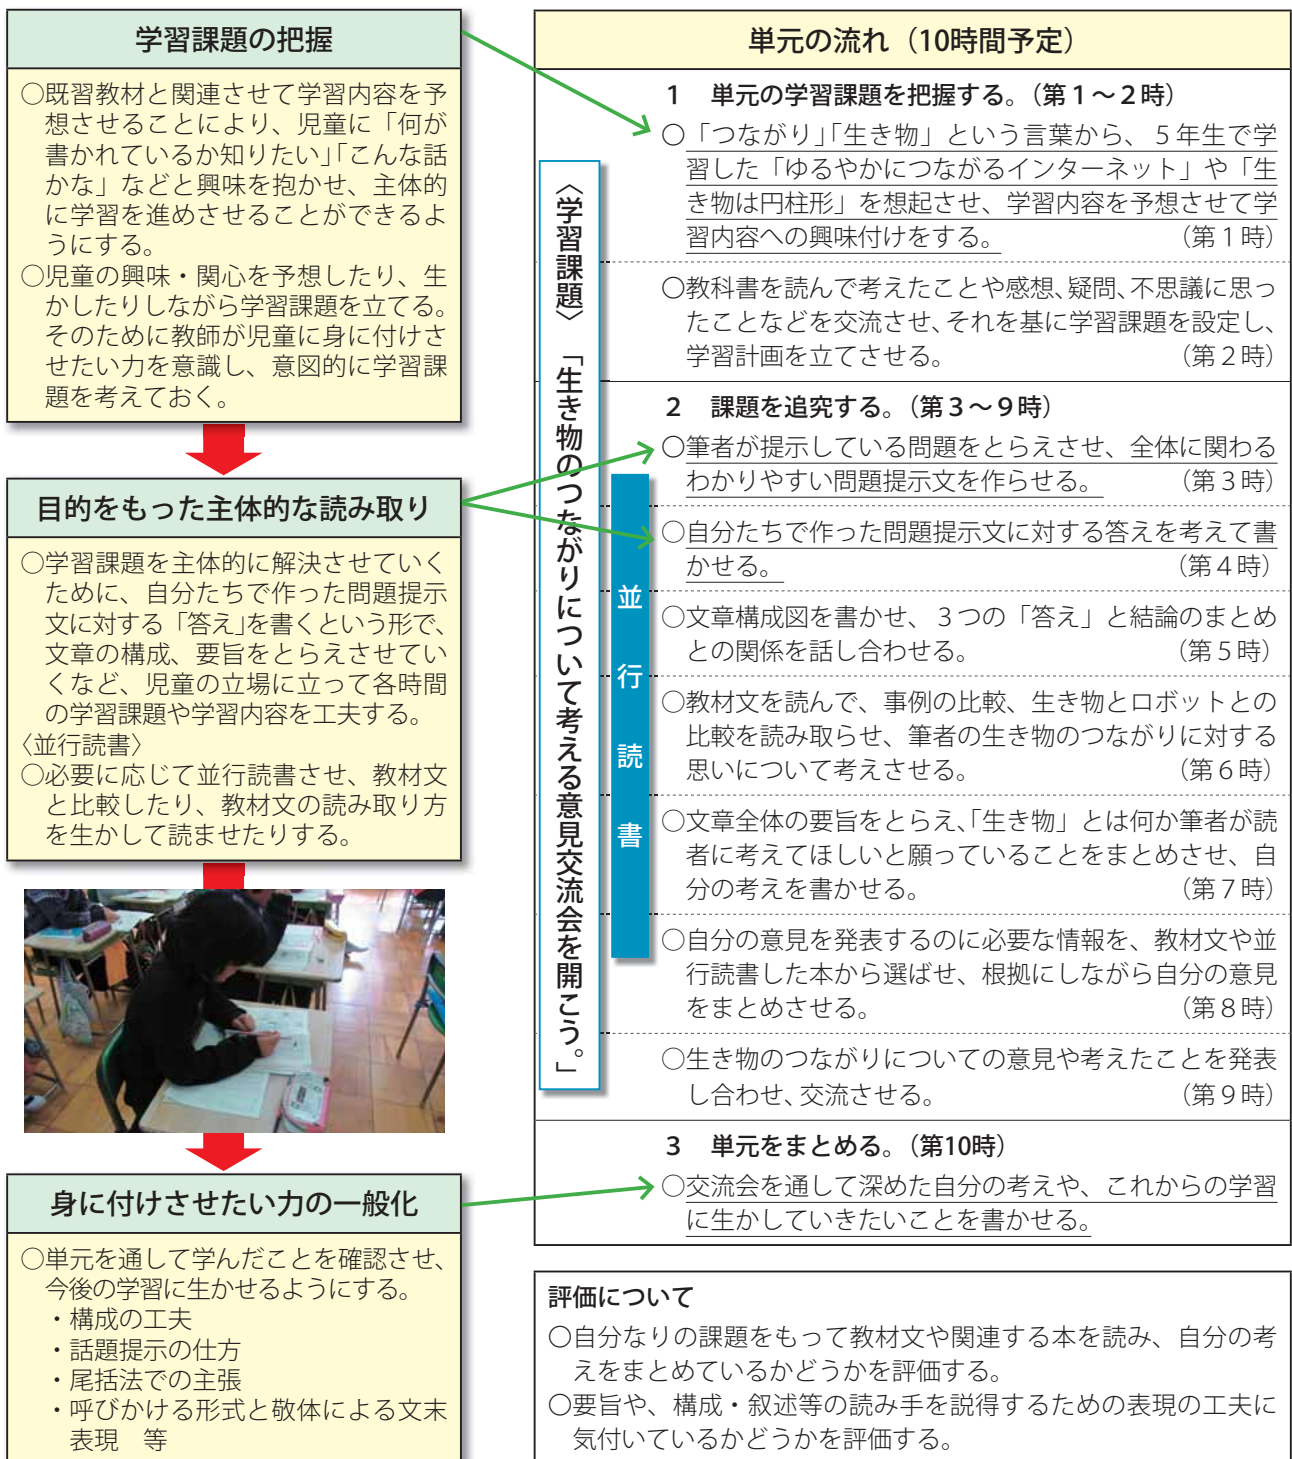 学習課題の把握
○既習教材と関連させて学習内容を予
想させることにより、児童に「何が
書かれているか知りたい」「こんな話
かな」などと興味を抱かせ、主体的
に学習を進めさせることができるよ
うにする。
○児童の興味・関心を予想したり、生
かしたりしながら学習課題を立てる。
そのために教師が児童に身に付けさ
せたい力を意識し、意図的に学習課
題を考えておく。
目的をもった主体的な読み取り
○学習課題を主体的に解決させていく
ために、自分たちで作った問題提示
文に対する「答え」を書くという形で、
文章の構成、要旨をとらえさせてい
くなど、児童の立場に立って各時間
の学習課題や学習内容を工夫する。
〈並行読書〉
○必要に応じて並行読書させ、教材文
と比較したり、教材文の読み取り方
を生かして読ませたりする。
身に付けさせたい力の一般化
○単元を通して学んだことを確認させ、
今後の学習に生かせるようにする。
・構成の工夫
・話題提示の仕方
・尾括法での主張
・呼びかける形式と敬体による文末
表現　等
単元の流れ（10時間予定）
〈学習課題〉　「生き物のつながりについて考える意見交流会を開こう。」
並行読書
1　単元の学習課題を把握する。（第１～２時）
○「つながり」「生き物」という言葉から、５年生で学
習した「ゆるやかにつながるインターネット」や「生
き物は円柱形」を想起させ、学習内容を予想させて学
習内容への興味付けをする。　（第１時）
○教科書を読んで考えたことや感想、疑問、不思議に思っ
たことなどを交流させ、それを基に学習課題を設定し、
学習計画を立てさせる。　（第２時）
2　課題を追究する。（第３～９時）
○筆者が提示している問題をとらえさせ、全体に関わる
わかりやすい問題提示文を作らせる。　（第３時）
○自分たちで作った問題提示文に対する答えを考えて書
かせる。　（第４時）
○文章構成図を書かせ、３つの「答え」と結論のまとめ
との関係を話し合わせる。　（第５時）
○教材文を読んで、事例の比較、生き物とロボットとの
比較を読み取らせ、筆者の生き物のつながりに対する
思いについて考えさせる。　（第６時）
○文章全体の要旨をとらえ、「生き物」とは何か筆者が読
者に考えてほしいと願っていることをまとめさせ、自
分の考えを書かせる。　（第７時）
○自分の意見を発表するのに必要な情報を、教材文や並
行読書した本から選ばせ、根拠にしながら自分の意見
をまとめさせる。　（第８時）
○生き物のつながりについての意見や考えたことを発表
し合わせ、交流させる。　（第９時）
3　単元をまとめる。（第10時）
○交流会を通して深めた自分の考えや、これからの学習
に生かしていきたいことを書かせる。
評価について
○自分なりの課題をもって教材文や関連する本を読み、自分の考
えをまとめているかどうかを評価する。
○要旨や、構成・叙述等の読み手を説得するための表現の工夫に
気付いているかどうかを評価する。